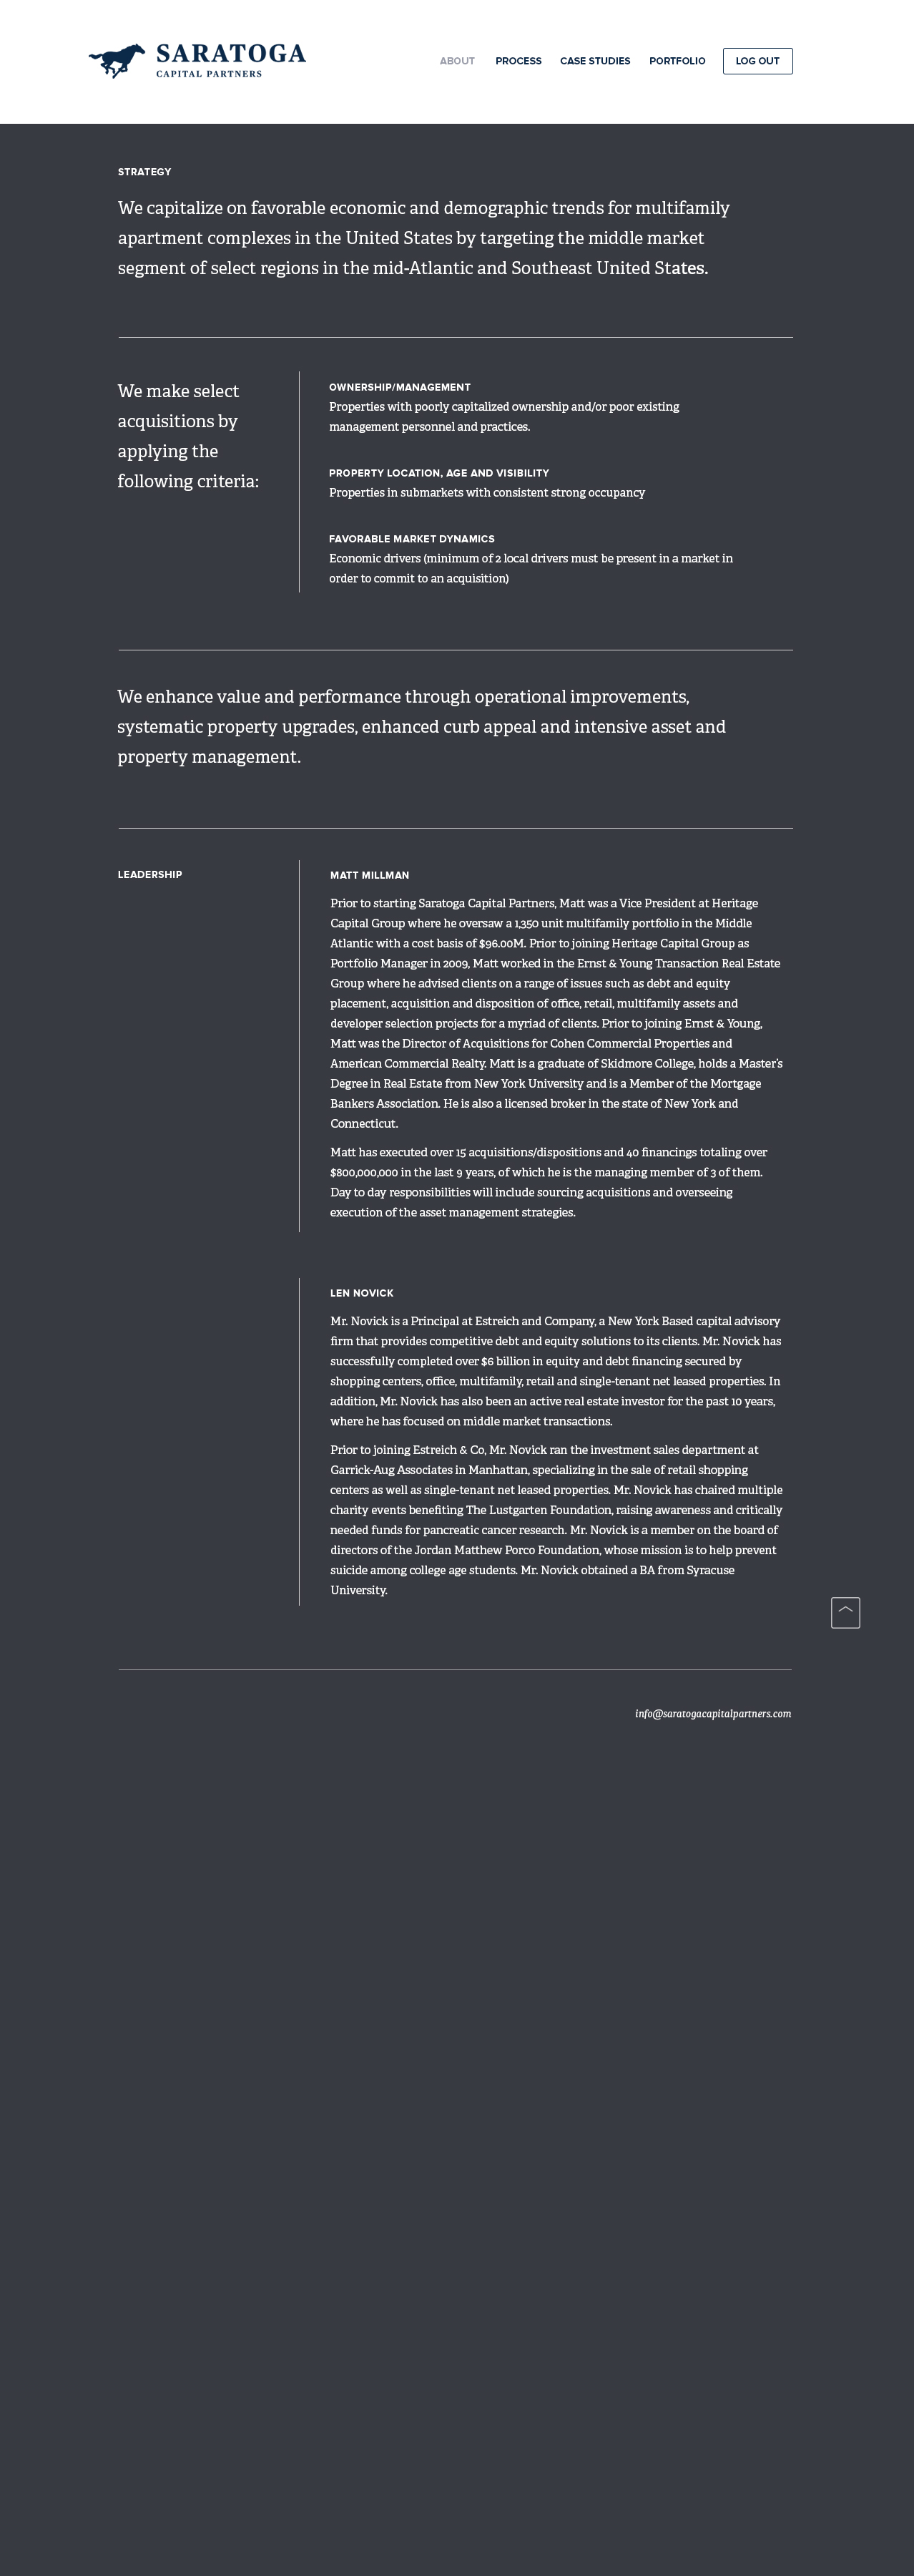 SARATOGA
CAPITAL PARTNERS
ABOUT PROCESS CASE STUDIES PORTFOLIO LOG OUT
STRATEGY
We capitalize on favorable economic and demographic trends for multifamily
apartment complexes in the United States by targeting the middle market
segment of select regions in the mid-Atlantic and Southeast United States.
We make select
acquisitions by
applying the
following criteria:
OWNERSHIP/MANAGEMENT
Properties with poorly capitalized ownership and/or poor existing
management personnel and practices.
PROPERTY LOCATION, AGE AND VISIBILITY
Properties in submarkets with consistent strong occupancy
FAVORABLE MARKET DYNAMICS
Economic drivers (minimum of 2 local drivers must be present in a market in
order to commit to an acquisition)
We enhance value and performance through operational improvements,
systematic property upgrades, enhanced curb appeal and intensive asset and
property management.
LEADERSHIP
MATT MILLMAN
Prior to starting Saratoga Capital Partners, Matt was a Vice President at Heritage
Capital Group where he oversaw a 1,350 unit multifamily portfolio in the Middle
Atlantic with a cost basis of $96.00M. Prior to joining Heritage Capital Group as
Portfolio Manager in 2009, Matt worked in the Ernst & Young Transaction Real Estate
Group where he advised clients on a range of issues such as debt and equity
placement, acquisition and disposition of office, retail, multifamily assets and
developer selection projects for a myriad of clients. Prior to joining Ernst & Young,
Matt was the Director of Acquisitions for Cohen Commercial Properties and
American Commercial Realty. Matt is a graduate of Skidmore College, holds a Master's
Degree in Real Estate from New York University and is a Member of the Mortgage
Bankers Association. He is also a licensed broker in the state of New York and
Connecticut.
Matt has executed over 15 acquisitions/dispositions and 40 financings totaling over
$800,000,000 in the last 9 years, of which he is the managing member of 3 of them.
Day to day responsibilities will include sourcing acquisitions and overseeing
execution of the asset management strategies.
LEN NOVICK
Mr. Novick is a Principal at Estreich and Company, a New York Based capital advisory
firm that provides competitive debt and equity solutions to its clients. Mr. Novick has
successfully completed over $6 billion in equity and debt financing secured by
shopping centers, office, multifamily, retail and single-tenant net leased properties. In
addition, Mr. Novick has also been an active real estate investor for the past 10 years,
where he has focused on middle market transactions.
Prior to joining Estreich & Co, Mr. Novick ran the investment sales department at
Garrick-Aug Associates in Manhattan, specializing in the sale of retail shopping
centers as well as single-tenant net leased properties. Mr. Novick has chaired multiple
charity events benefiting The Lustgarten Foundation, raising awareness and critically
needed funds for pancreatic cancer research. Mr. Novick is a member on the board of
directors of the Jordan Matthew Porco Foundation, whose mission is to help prevent
suicide among college age students. Mr. Novick obtained a BA from Syracuse
University.
info@saratogacapitalpartners.com